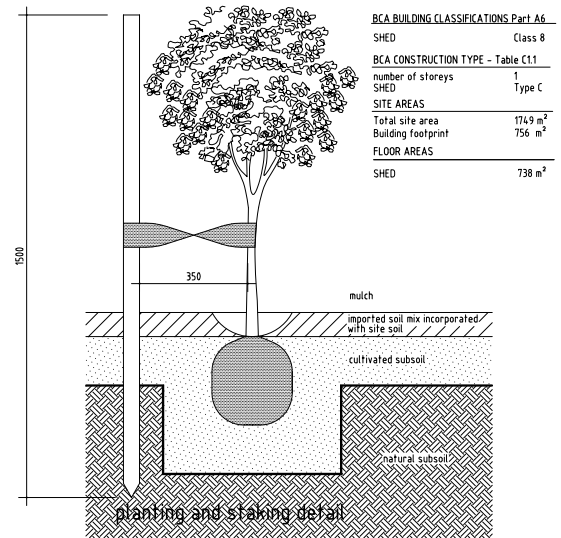 BCA BUILDING CLASSIFICATIONS Part A6
SHED Class 8
BCA CONSTRUCTION TYPE - Table C1.1
number of storeys 1
SHED Type C
SITE AREAS
Total site area 1749 m²
Building footprint 756 m²
FLOOR AREAS
SHED 738 m²
1500
350
mulch
imported soil mix incorporated
with site soil
cultivated subsoil
natural subsoil
planting and staking detail